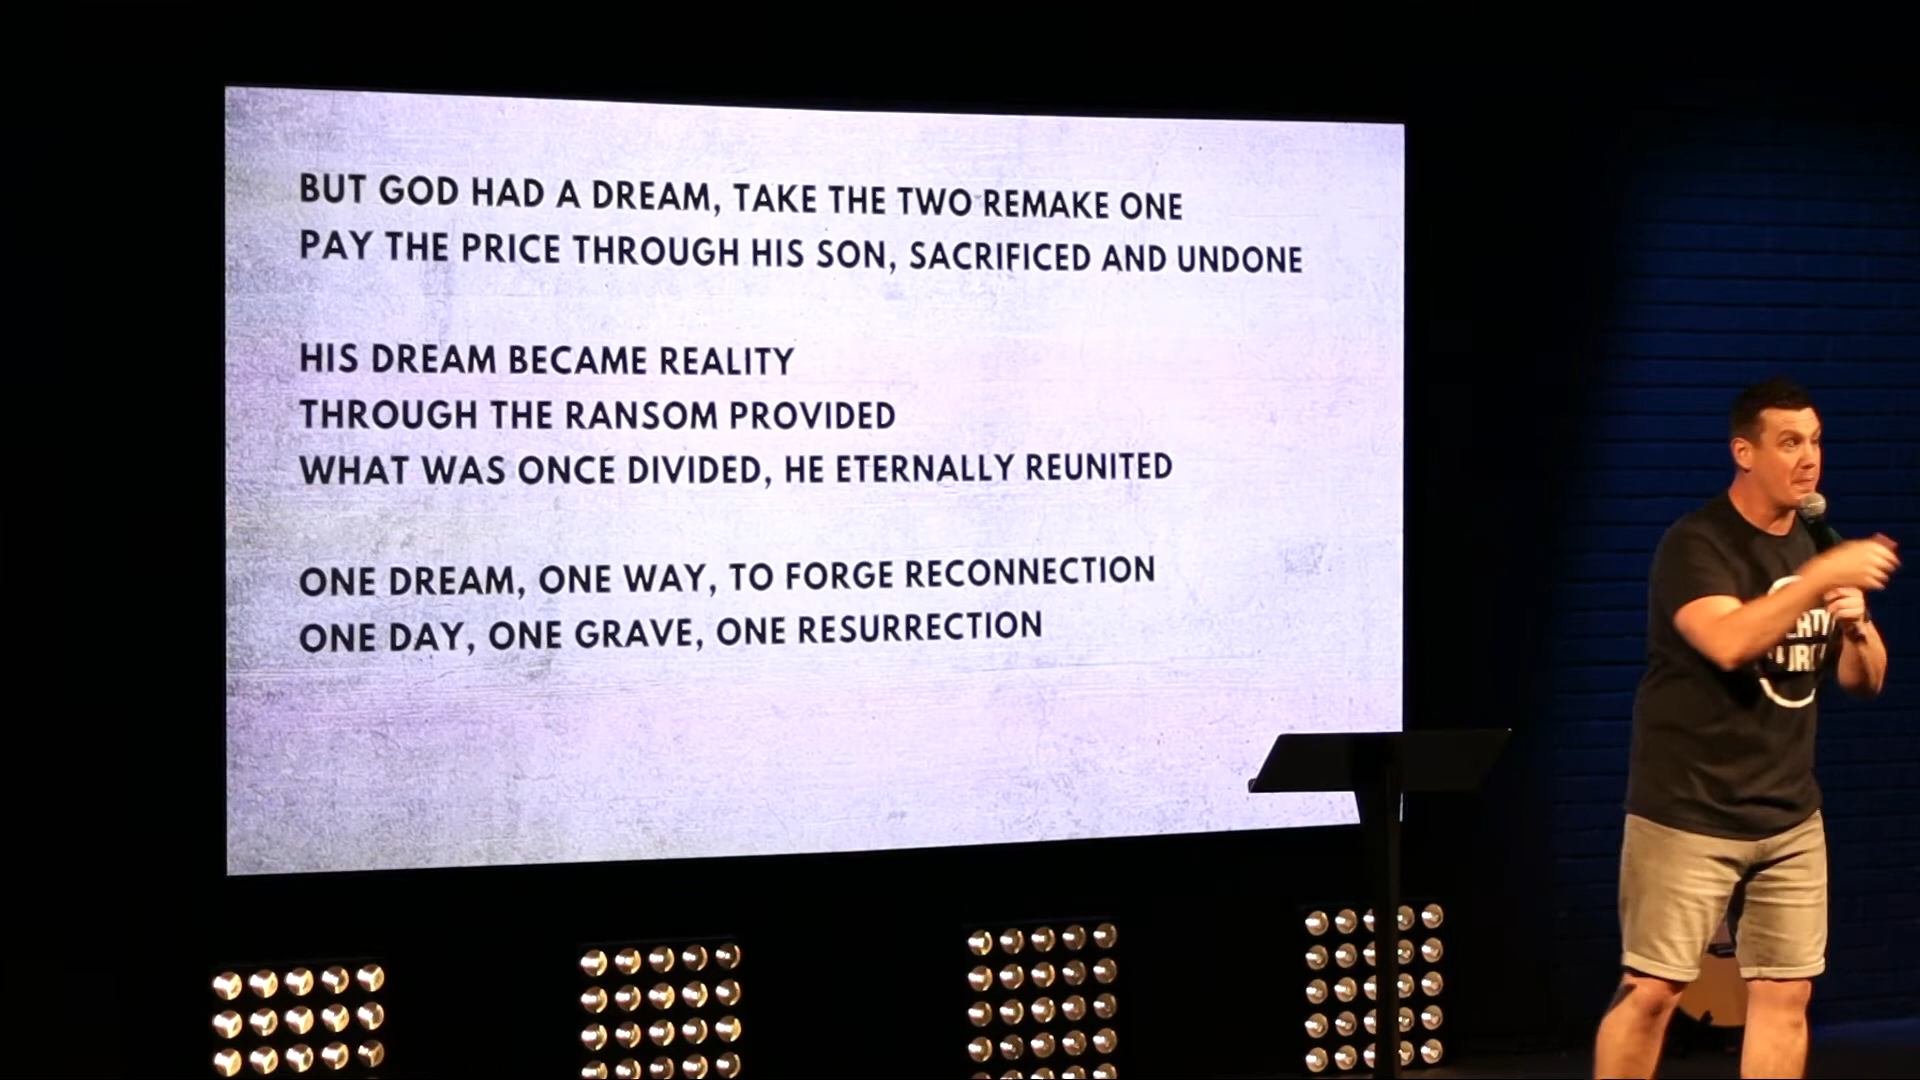 BUT GOD HAD A DREAM, TAKE THE TWO REMAKE ONE
PAY THE PRICE THROUGH HIS SON, SACRIFICED AND UNDONE
HIS DREAM BECAME REALITY
THROUGH THE RANSOM PROVIDED
WHAT WAS ONCE DIVIDED, HE ETERNALLY REUNITED
ONE DREAM, ONE WAY, TO FORGE RECONNECTION
ONE DAY, ONE GRAVE, ONE RESURRECTION